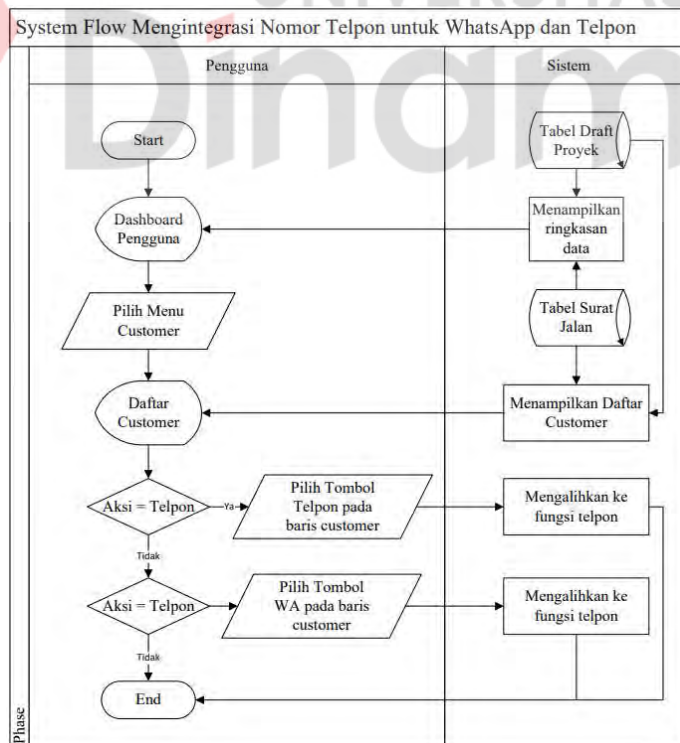 UNIVERSITAS
Dinam
System Flow Mengintegrasi Nomor Telpon untuk WhatsApp dan Telpon
Pengguna
Sistem
Start
Tabel Draft
Proyek
Dashboard
Pengguna
Menampilkan
ringkasan
data
Pilih Menu
Customer
Tabel Surat
Jalan
Daftar
Customer
Menampilkan Daftar
Customer
Aksi = Telpon
Ya
Pilih Tombol
Telpon pada
baris customer
Mengalihkan ke
fungsi telpon
Tidak
Aksi = Telpon
Pilih Tombol
WA pada baris
customer
Mengalihkan ke
fungsi telpon
Tidak
End
Phase